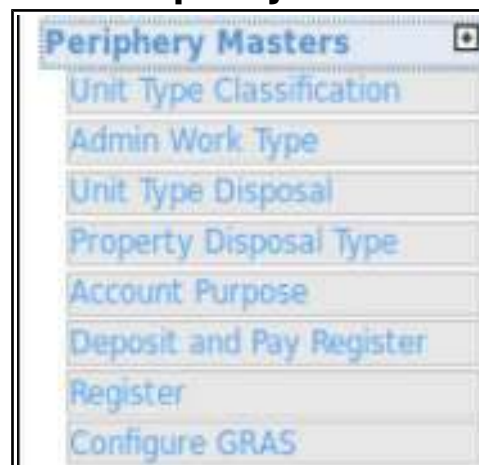 Periphery Masters
Unit Type Classification
Admin Work Type
Unit Type Disposal
Property Disposal Type
Account Purpose
Deposit and Pay Register
Register
Configure GRAS